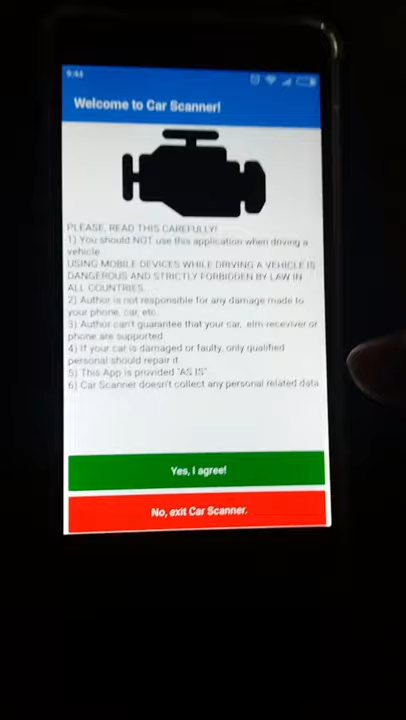 9:44
Welcome to Car Scanner!
PLEASE, READ THIS CAREFULLY!
1) You should NOT use this application when driving a
vehicle.
USING MOBILE DEVICES WHILE DRIVING A VEHICLE IS
DANGEROUS AND STRICTLY FORBIDDEN BY LAW IN
ALL COUNTRIES.
2) Author is not responsible for any damage made to
your phone, car, etc.
3) Author can't guarantee that your car, elm-receviver or
phone are supported
4) If your car is damaged or faulty, only qualified
personal should repair it.
5) This App is provided "AS IS"
6) Car Scanner doesn't collect any personal related data
Yes, I agree!
No, exit Car Scanner.